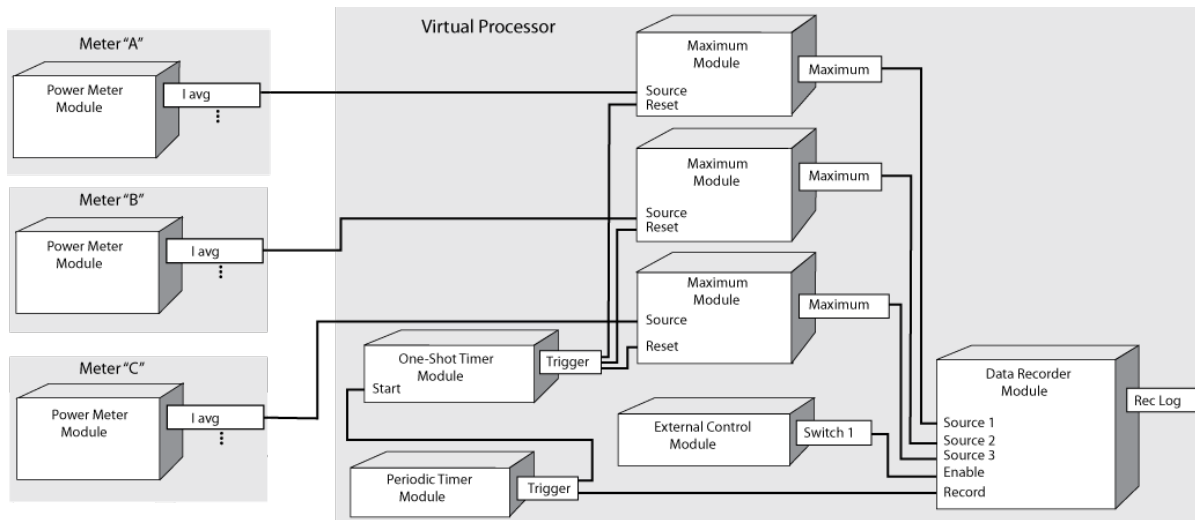 Virtual Processor
Meter "A"
Power Meter
Module
I avg
Meter "B"
Power Meter
Module
I avg
Meter "C"
Power Meter
Module
I avg
Maximum
Module
Source
Reset
Maximum
Maximum
Module
Source
Reset
Maximum
Maximum
Module
Source
Reset
Maximum
One-Shot Timer
Module
Start
Trigger
Periodic Timer
Module
Trigger
External Control
Module
Switch 1
Data Recorder
Module
Source 1
Source 2
Source 3
Enable
Record
Rec Log